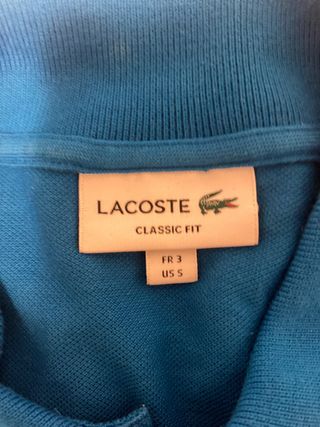 LACOSTE
CLASSIC FIT
FR 3
US S